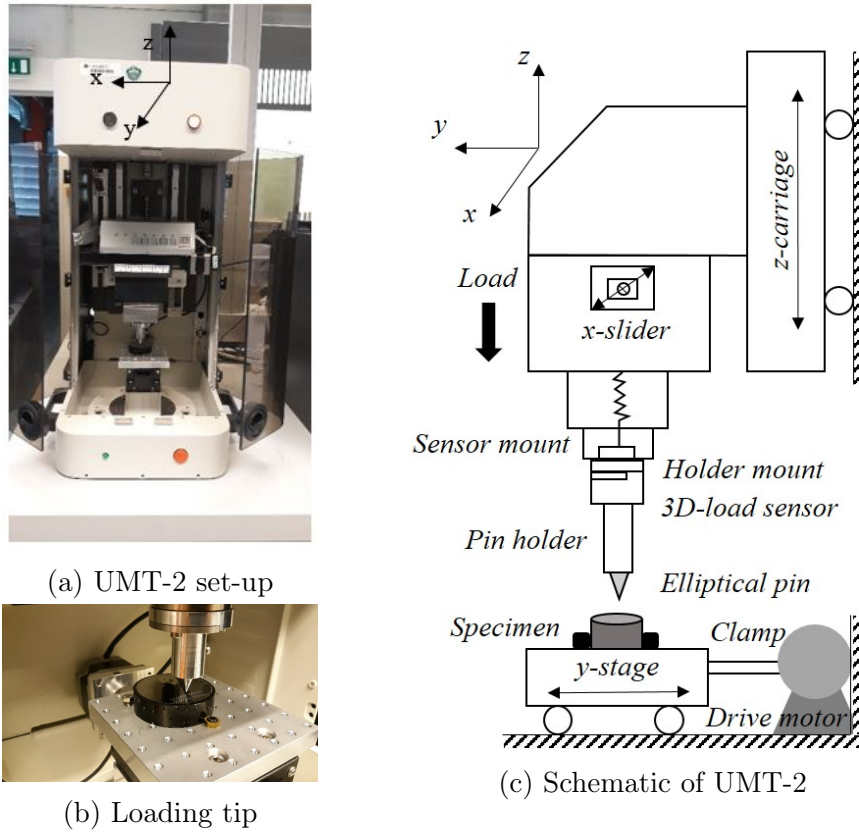 z
x
y
(a) UMT-2 set-up
(b) Loading tip
z
y
x
z-carriage
Load
x-slider
Sensor mount
Holder mount
3D-load sensor
Pin holder
Elliptical pin
Specimen
Clamp
y-stage
Drive motor
(c) Schematic of UMT-2